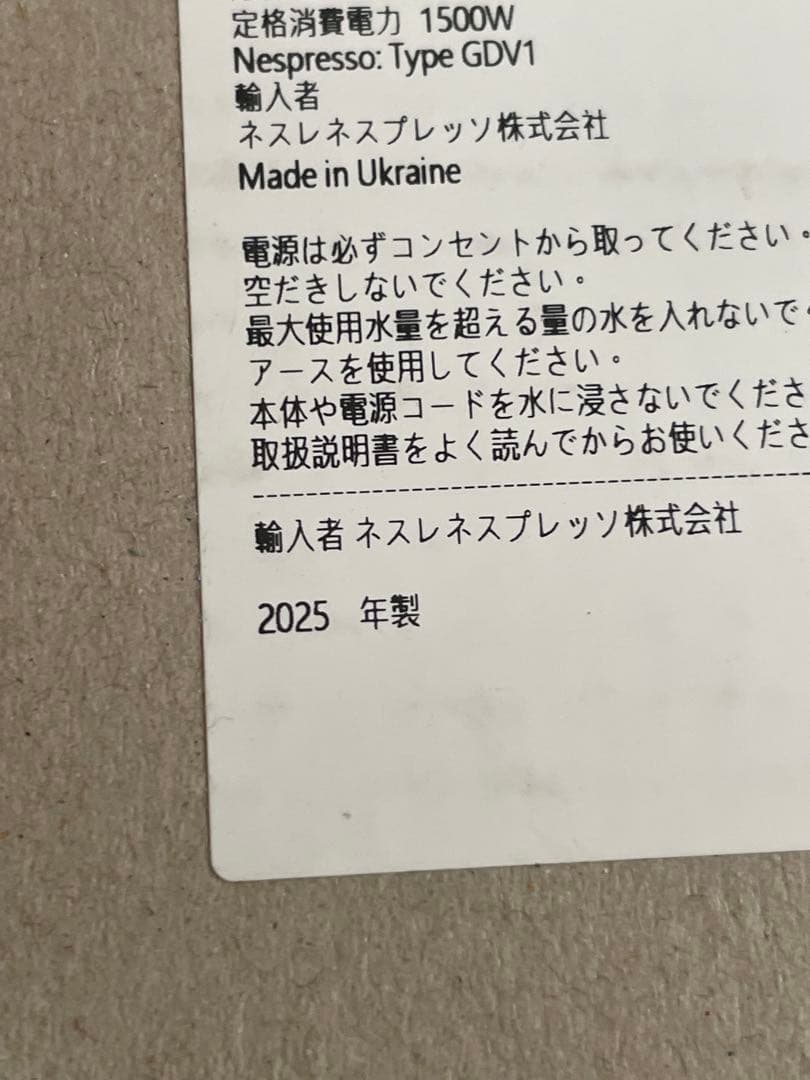 定格消費電力 1500W
Nespresso: Type GDV1
輸入者
ネスレネスプレッソ株式会社
Made in Ukraine
電源は必ずコンセントから取ってください。
空だきしないでください。
最大使用水量を超える量の水を入れないで
アースを使用してください。
本体や電源コードを水に浸さないでくださ
取扱説明書をよく読んでからお使いくださ
輸入者 ネスレネスプレッソ株式会社
2025 年製